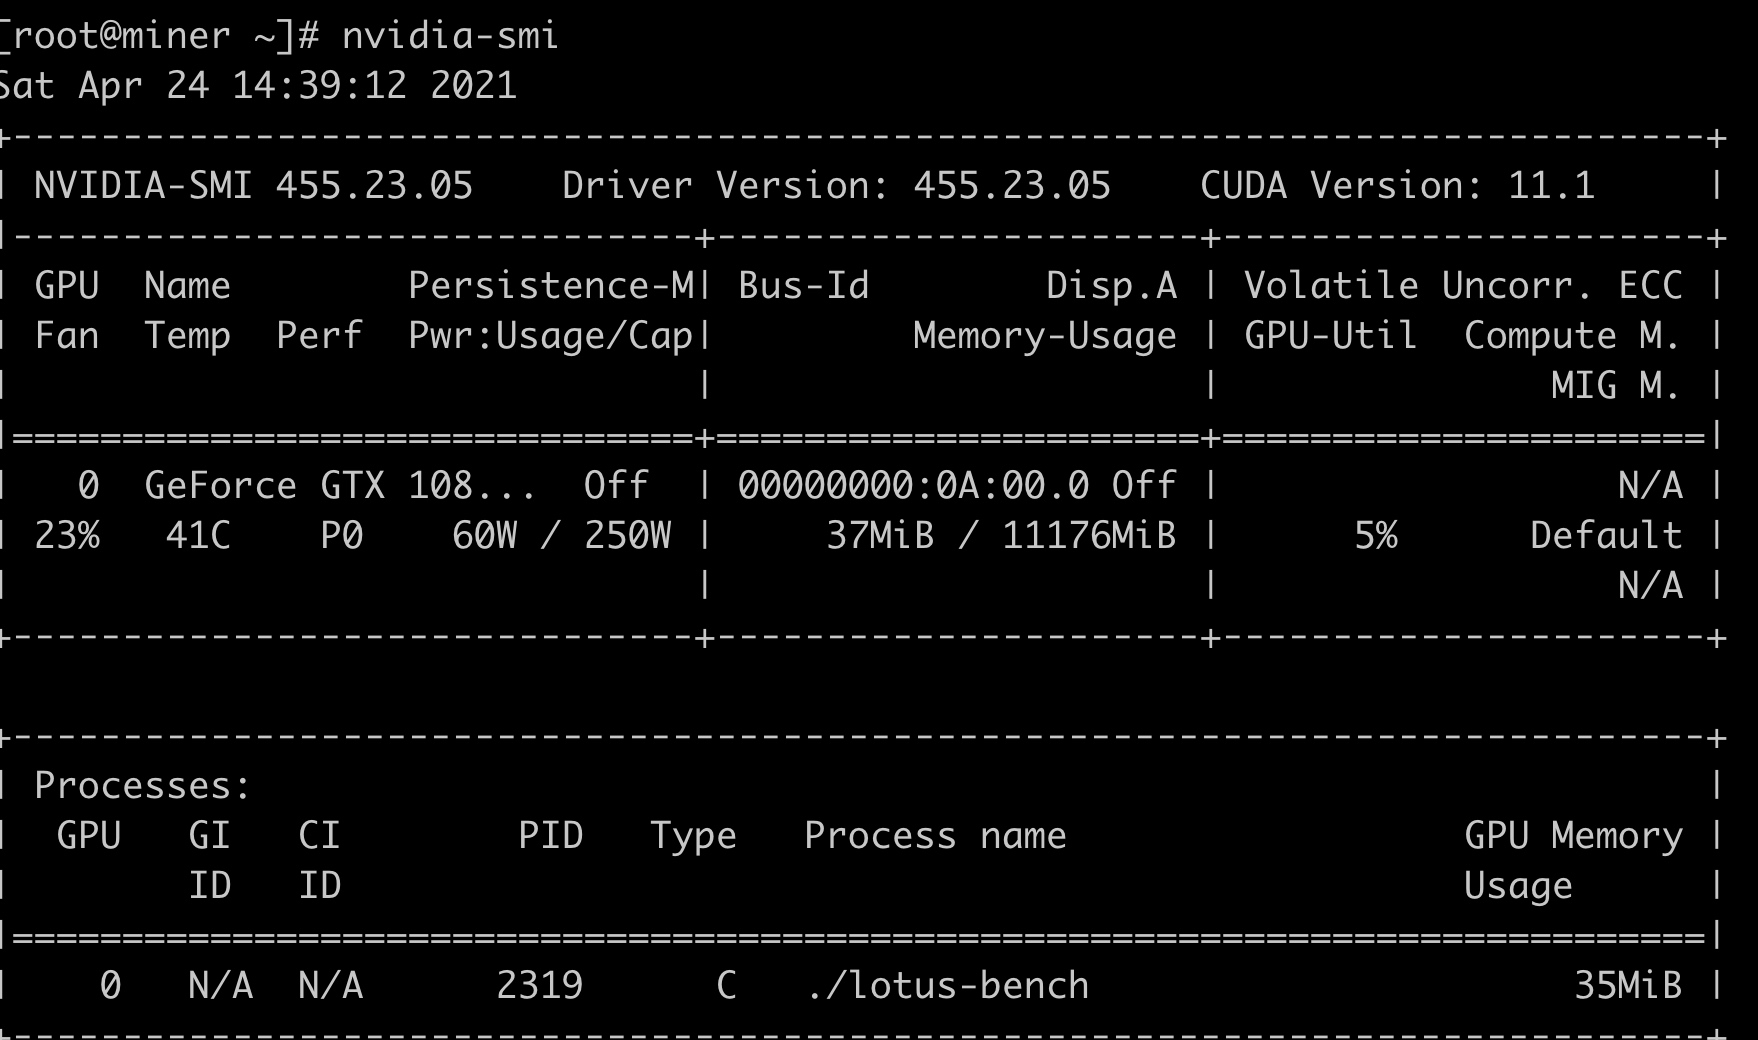 [root@miner ~]# nvidia-smi
Sat Apr 24 14:39:12 2021
+-----------------------------------------------------------------------------+
| NVIDIA-SMI 455.23.05    Driver Version: 455.23.05    CUDA Version: 11.1     |
|-------------------------------+----------------------+----------------------+
| GPU  Name        Persistence-M| Bus-Id        Disp.A | Volatile Uncorr. ECC |
| Fan  Temp  Perf  Pwr:Usage/Cap|         Memory-Usage | GPU-Util  Compute M. |
|                               |                      |               MIG M. |
|===============================+======================+======================|
|   0  GeForce GTX 108...  Off  | 00000000:0A:00.0 Off |                  N/A |
| 23%   41C    P0    60W / 250W |     37MiB / 11176MiB |      5%      Default |
|                               |                      |                  N/A |
+-------------------------------+----------------------+----------------------+
+-----------------------------------------------------------------------------+
| Processes:                                                                  |
|  GPU   GI   CI        PID   Type   Process name                  GPU Memory |
|        ID   ID                                                   Usage      |
|=============================================================================|
|    0   N/A  N/A      2319      C   ./lotus-bench                      35MiB |
+-----------------------------------------------------------------------------+